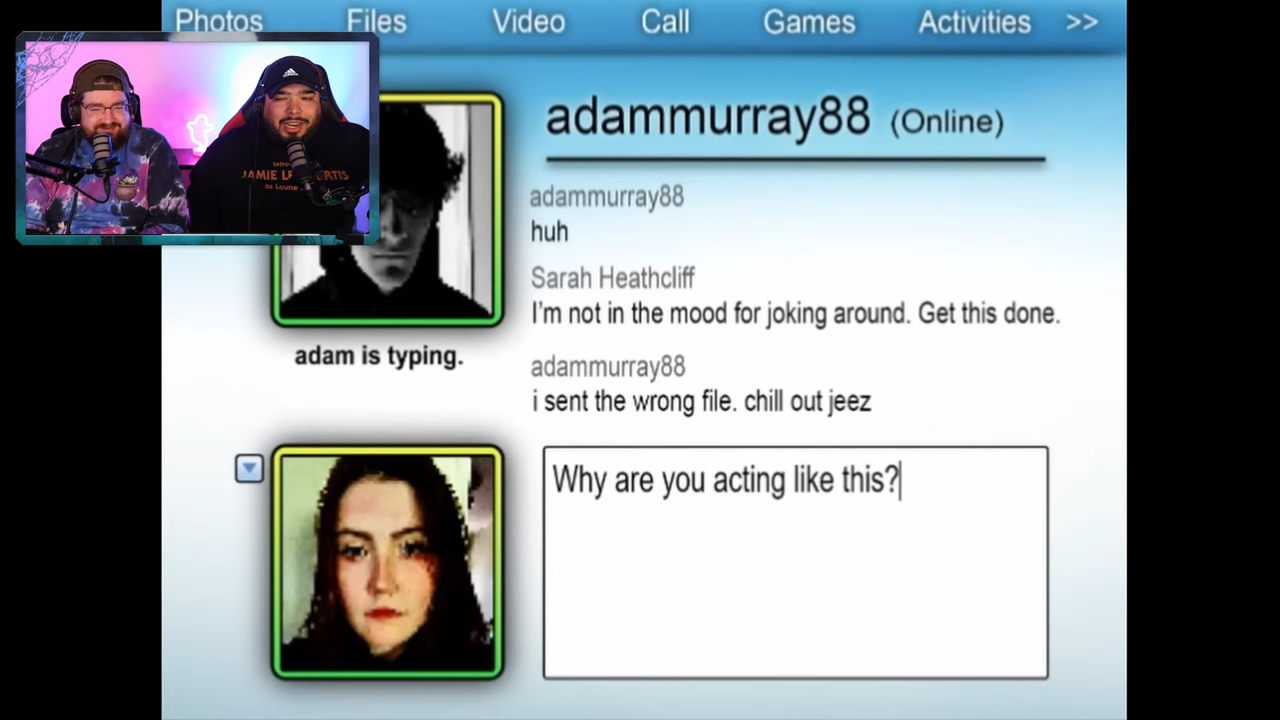 Photos Files Video Call Games Activities >>
adammurray88 (Online)
adammurray88
huh
Sarah Heathcliff
I'm not in the mood for joking around. Get this done.
adam is typing.
adammurray88
i sent the wrong file. chill out jeez
Why are you acting like this?
JAMIE